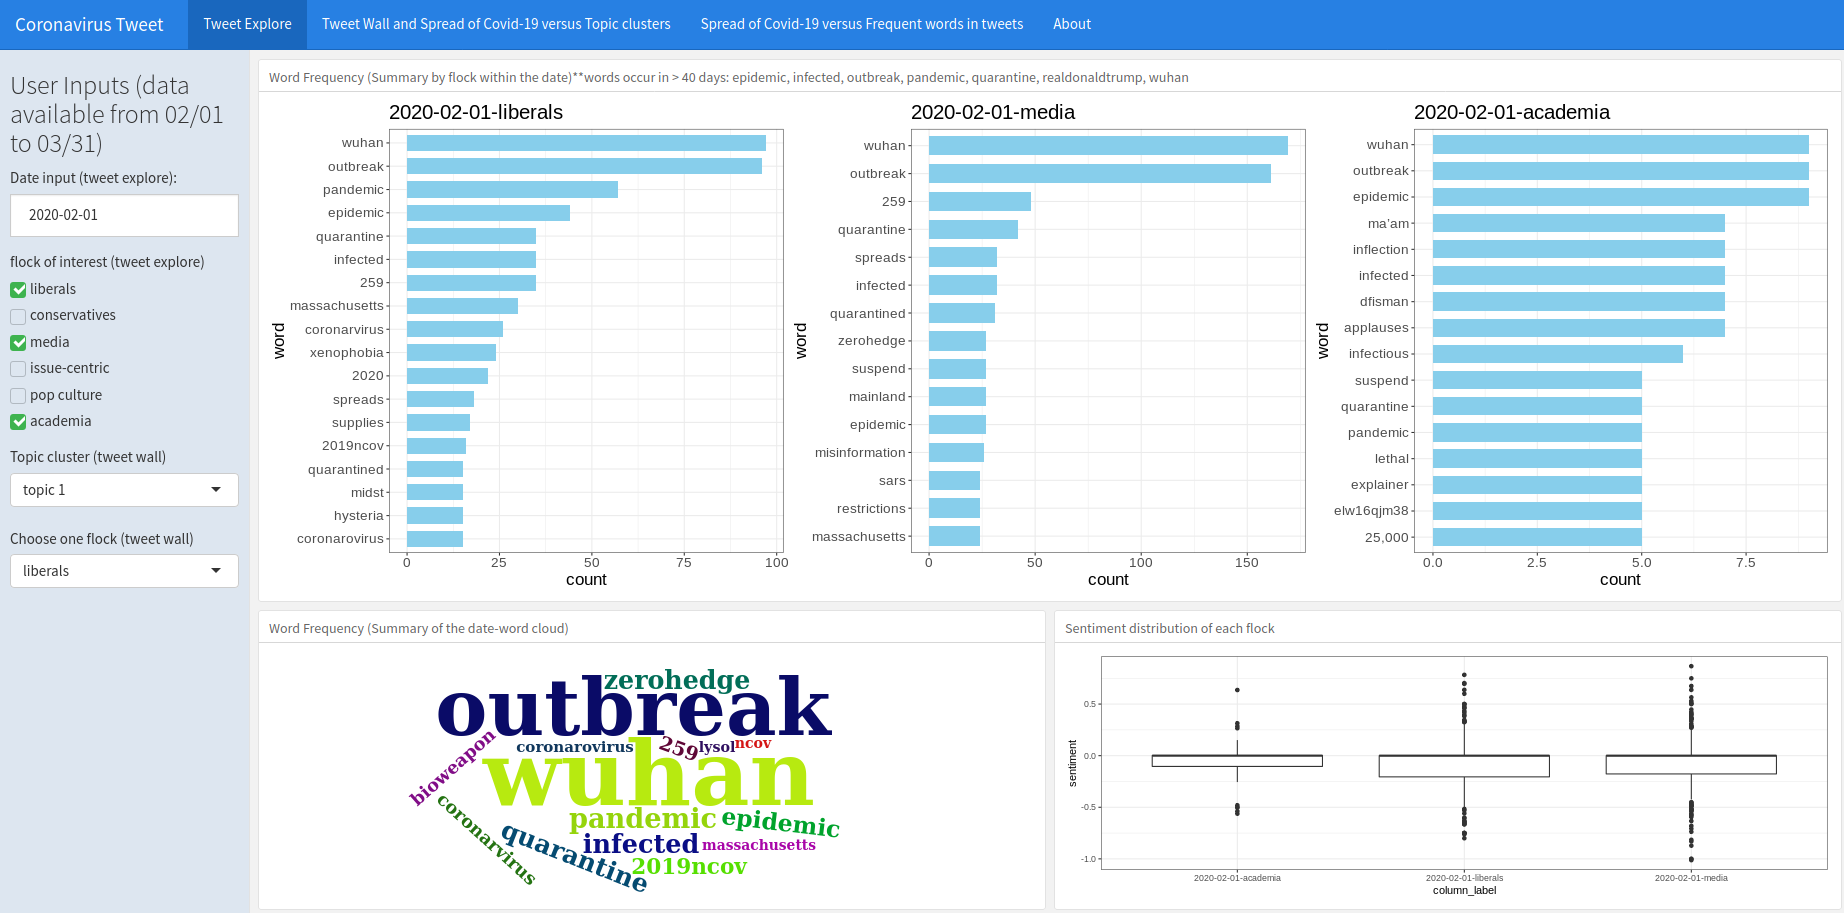 Coronavirus Tweet
Tweet Explore
Tweet Wall and Spread of Covid-19 versus Topic clusters
Spread of Covid-19 versus Frequent words in tweets
About
User Inputs (data
available from 02/01
to 03/31)
Date input (tweet explore):
2020-02-01
flock of interest (tweet explore)
liberals
conservatives
media
issue-centric
pop culture
academia
Topic cluster (tweet wall)
topic 1
Choose one flock (tweet wall)
liberals
Word Frequency (Summary by flock within the date)**words occur in > 40 days: epidemic, infected, outbreak, pandemic, quarantine, realdonaldtrump, wuhan
2020-02-01-liberals
word
wuhan
outbreak
pandemic
epidemic
quarantine
infected
259
massachusetts
coronarvirus
xenophobia
2020
spreads
supplies
2019ncov
quarantined
midst
hysteria
coronarovirus
0 25 50 75 100
count
2020-02-01-media
word
wuhan
outbreak
259
quarantine
spreads
infected
quarantined
zerohedge
suspend
mainland
epidemic
misinformation
sars
restrictions
massachusetts
0 50 100 150
count
2020-02-01-academia
word
wuhan
outbreak
epidemic
ma'am
inflection
infected
dfisman
applauses
infectious
suspend
quarantine
pandemic
lethal
explainer
elw16qjm38
25,000
0.0 2.5 5.0 7.5
count
Word Frequency (Summary of the date-word cloud)
zerohedge
outbreak
bioweapon
coronarovirus
259
lysol
ncov
wuhan
coronarvirus
pandemic
epidemic
quarantine
infected
massachusetts
2019ncov
Sentiment distribution of each flock
sentiment
0.5
0.0
-0.5
-1.0
2020-02-01-academia
2020-02-01-liberals
2020-02-01-media
column_label